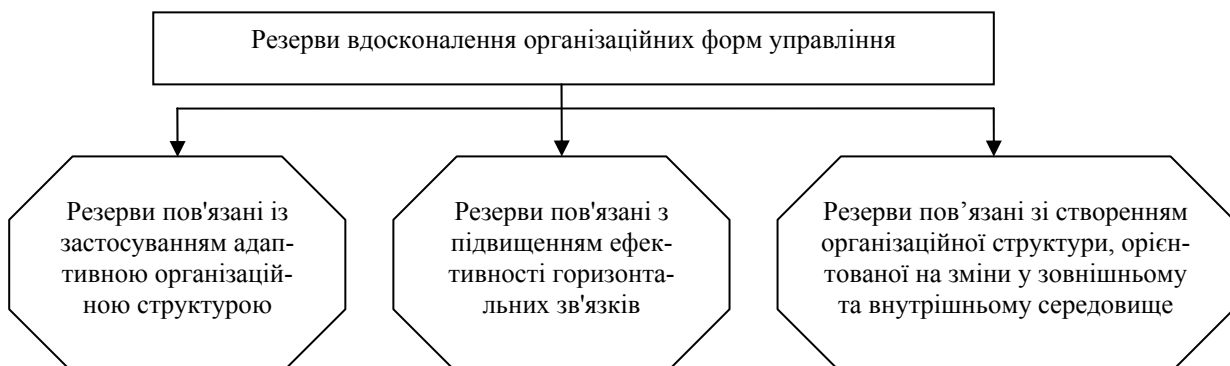 Резерви вдосконалення організаційних форм управління
Резерви пов'язані із
застосуванням адап-
тивною організацій-
ною структурою
Резерви пов'язані з
підвищенням ефек-
тивності горизонта-
льних зв'язків
Резерви пов’язані зі створенням
організаційної структури, орієн-
тованої на зміни у зовнішньому
та внутрішньому середовище